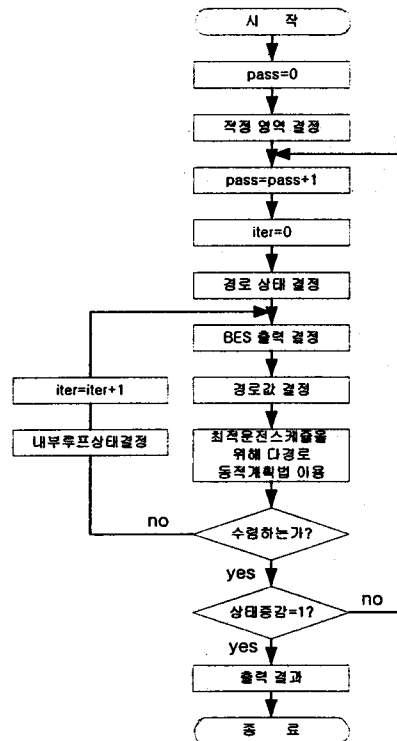 시 작
pass=0
적정 영역 결정
pass=pass+1
iter=0
경로 상태 결정
BES 출력 결정
iter=iter+1
경로값 결정
내부루프상태결정
최적운전스케쥴을
위해 다경로
동적계획법 이용
no
수렴하는가?
yes
상태증감=1?
no
yes
출력 결과
종 료